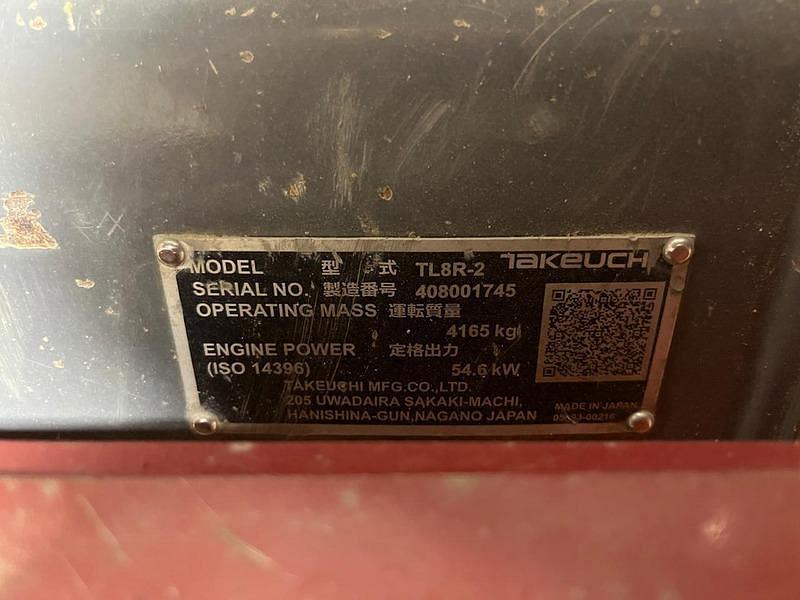 MODEL 型 式 TL8R-2 TAKEUCHI
SERIAL NO. 製造番号 408001745
OPERATING MASS 運転質量
4165 kg
ENGINE POWER 定格出力
(ISO 14396) 54.6 kW
TAKEUCHI MFG.CO.,LTD.
205 UWADAIRA SAKAKI-MACHI,
HANISHINA-GUN,NAGANO JAPAN
MADE IN JAPAN